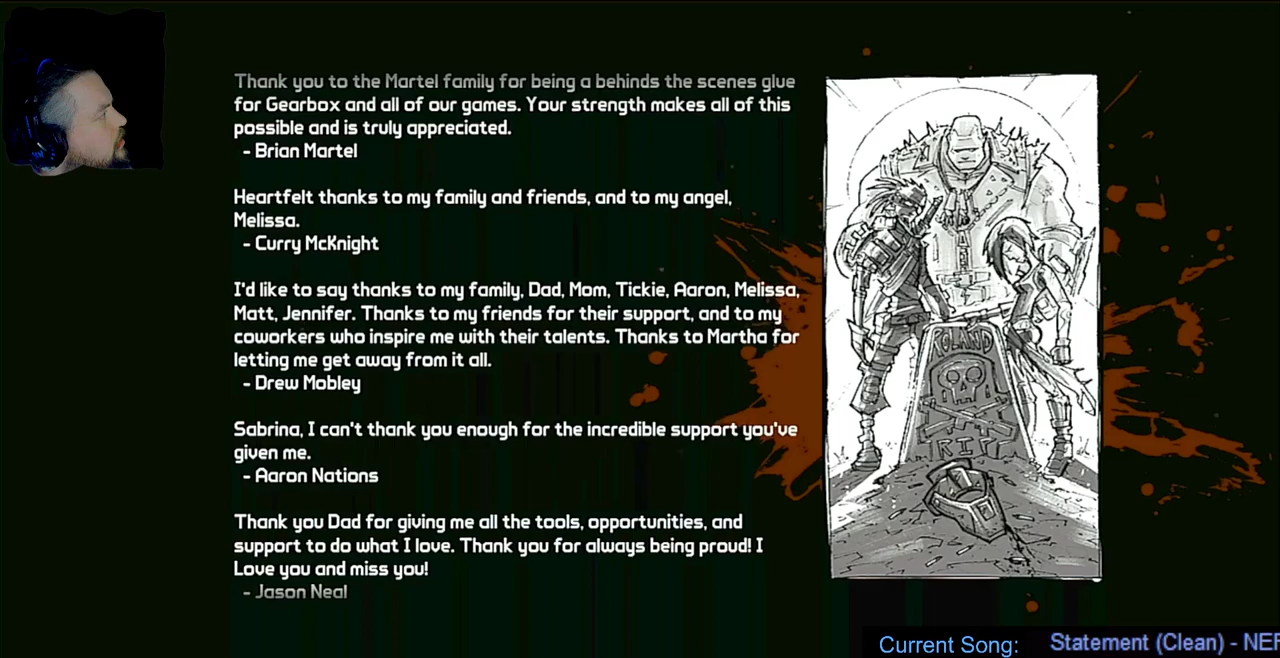 Thank you to the Martel family for being a behinds the scenes glue
for Gearbox and all of our games. Your strength makes all of this
possible and is truly appreciated.
- Brian Martel
Heartfelt thanks to my family and friends, and to my angel,
Melissa.
- Curry McKnight
I'd like to say thanks to my family, Dad, Mom, Tickie, Aaron, Melissa,
Matt, Jennifer. Thanks to my friends for their support, and to my
coworkers who inspire me with their talents. Thanks to Martha for
letting me get away from it all.
- Drew Mobley
Sabrina, I can't thank you enough for the incredible support you've
given me.
- Aaron Nations
Thank you Dad for giving me all the tools, opportunities, and
support to do what I love. Thank you for always being proud! I
Love you and miss you!
- Jason Neal
ROLAND
RIP
Current Song: Statement (Clean) - NEF